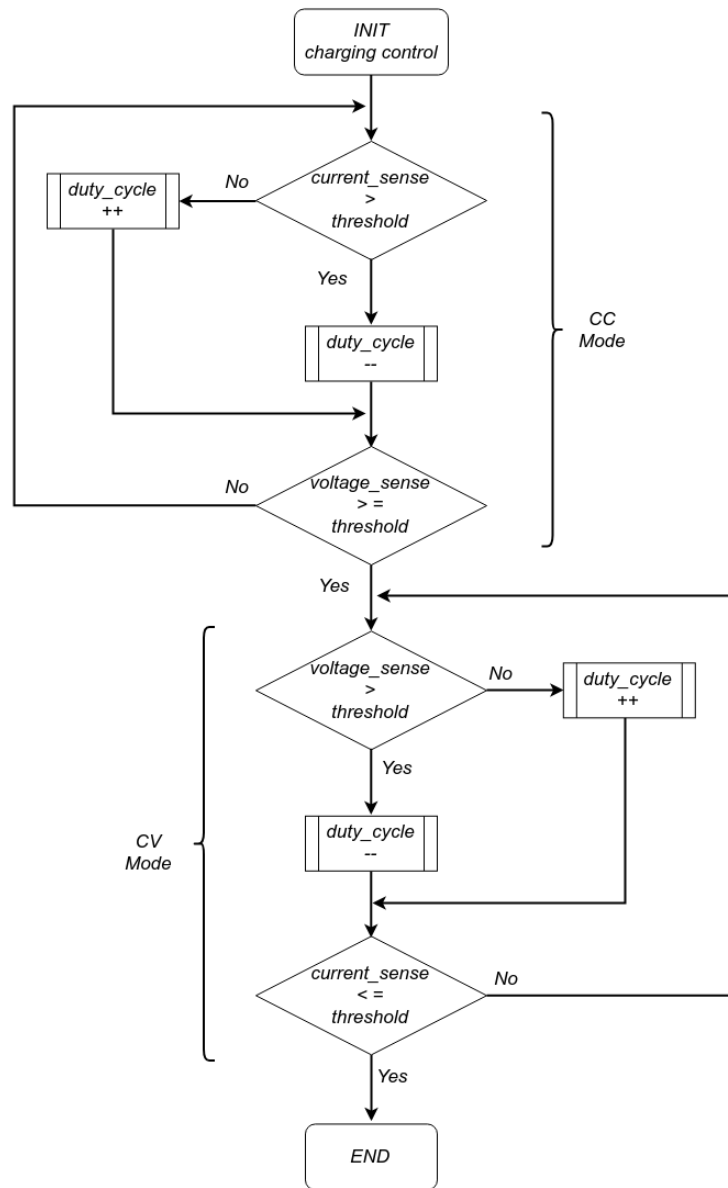 INIT
charging control
current_sense
>
threshold
No
duty_cycle
++
Yes
duty_cycle
--
CC
Mode
voltage_sense
> =
threshold
No
Yes
voltage_sense
>
threshold
No
duty_cycle
++
Yes
duty_cycle
--
CV
Mode
current_sense
< =
threshold
No
Yes
END